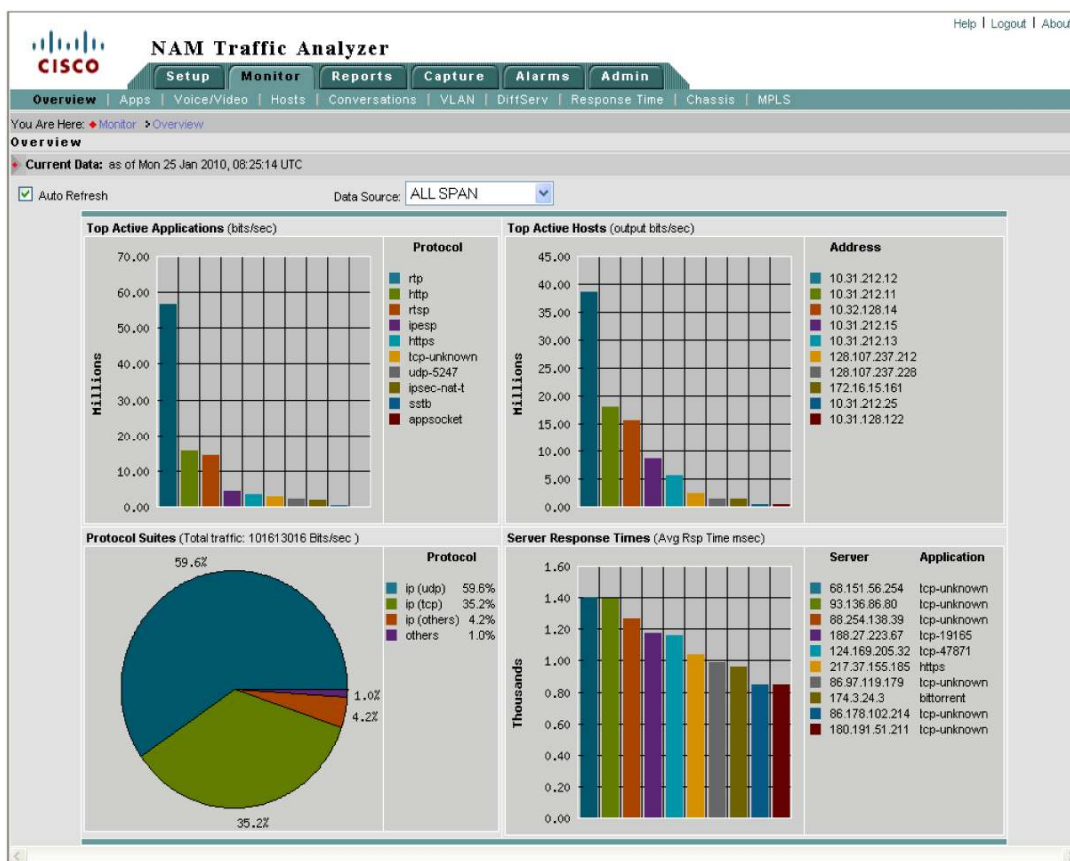 Help | Logout | About
CISCO
NAM Traffic Analyzer
Setup Monitor Reports Capture Alarms Admin
Overview | Apps | Voice/Video | Hosts | Conversations | VLAN | DiffServ | Response Time | Chassis | MPLS
You Are Here: Monitor > Overview
Overview
Current Data: as of Mon 25 Jan 2010, 08:25:14 UTC
Auto Refresh
Data Source: ALL SPAN
Top Active Applications (bits/sec)
70.00
60.00
50.00
40.00
30.00
20.00
10.00
0.00
Millions
Protocol
rtp
http
rtsp
ipesp
https
tcp-unknown
udp-5247
ipsec-nat-t
sstb
appsocket
Top Active Hosts (output bits/sec)
45.00
40.00
35.00
30.00
25.00
20.00
15.00
10.00
5.00
0.00
Millions
Address
10.31.212.12
10.31.212.11
10.32.128.14
10.31.212.15
10.31.212.13
128.107.237.212
128.107.237.228
172.16.15.161
10.31.212.25
10.31.128.122
Protocol Suites (Total traffic: 101613016 Bits/sec )
59.6%
1.0%
4.2%
35.2%
Protocol
ip (udp) 59.6%
ip (tcp) 35.2%
ip (others) 4.2%
others 1.0%
Server Response Times (Avg Rsp Time msec)
1.60
1.40
1.20
1.00
0.80
0.60
0.40
0.20
0.00
Thousands
Server Application
68.151.56.254 tcp-unknown
93.136.86.80 tcp-unknown
88.254.138.39 tcp-unknown
188.27.223.67 tcp-19165
124.169.205.32 tcp-47871
217.37.155.185 https
86.97.119.179 tcp-unknown
174.3.24.3 bittorrent
86.178.102.214 tcp-unknown
180.191.51.211 tcp-unknown